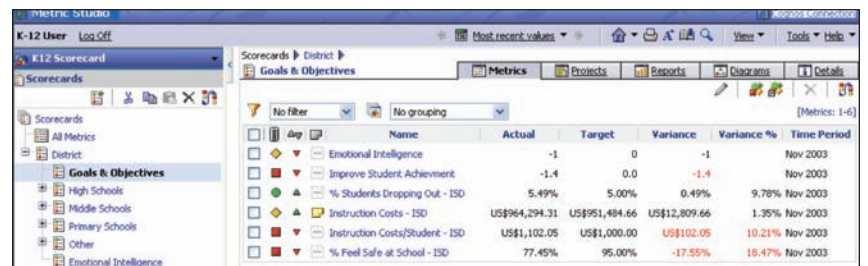 Metric Studio Cognos Connection
K-12 User Log Off Most recent values View Tools Help
K12 Scorecard
Scorecards
Scorecards
All Metrics
District
Goals & Objectives
High Schools
Middle Schools
Primary Schools
Other
Emotional Intelligence
Scorecards District
Goals & Objectives Metrics Projects Reports Diagrams Details
No filter No grouping [Metrics: 1-6]
Name Actual Target Variance Variance % Time Period
Emotional Intelligence -1 0 -1 Nov 2003
Improve Student Achievment -1.4 0.0 -1.4 Nov 2003
% Students Dropping Out - ISD 5.49% 5.00% 0.49% 9.78% Nov 2003
Instruction Costs - ISD US$964,294.31 US$951,484.66 US$12,809.66 1.35% Nov 2003
Instruction Costs/Student - ISD US$1,102.05 US$1,000.00 US$102.05 10.21% Nov 2003
% Feel Safe at School - ISD 77.45% 95.00% -17.55% 18.47% Nov 2003